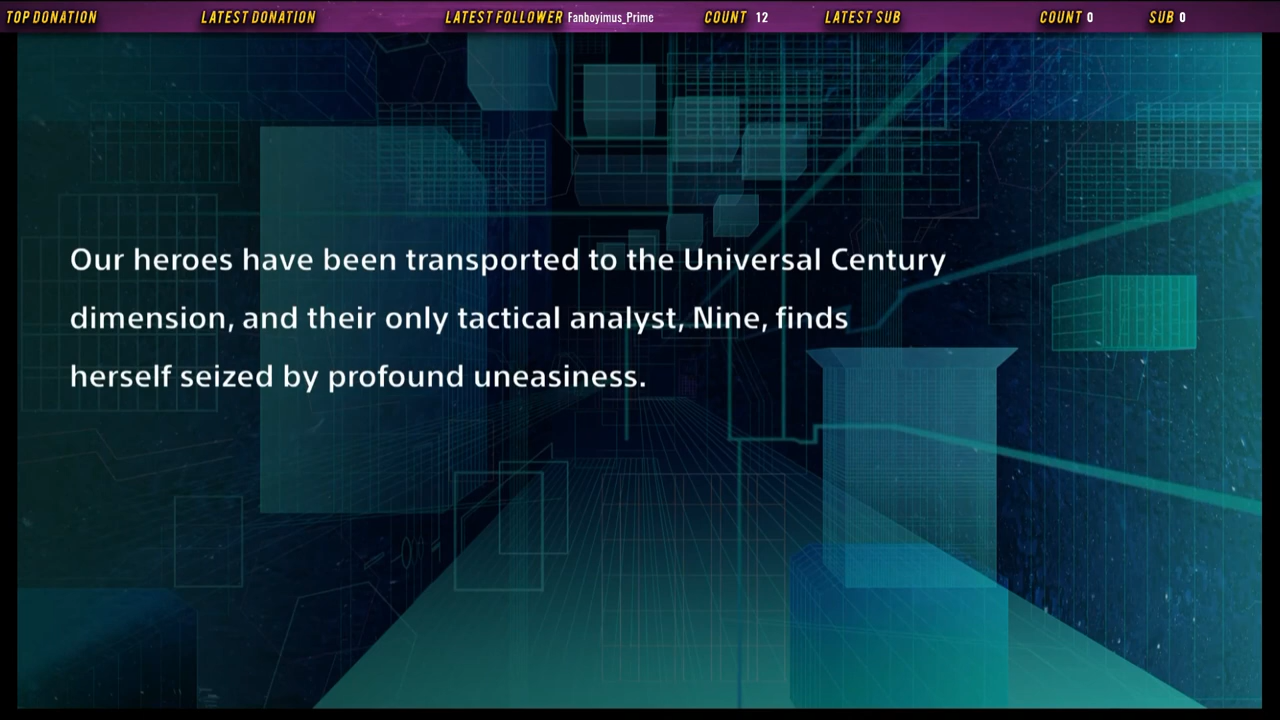 TOP DONATION LATEST DONATION LATEST FOLLOWER Fanboyimus_Prime COUNT 12 LATEST SUB COUNT 0 SUB 0
Our heroes have been transported to the Universal Century
dimension, and their only tactical analyst, Nine, finds
herself seized by profound uneasiness.